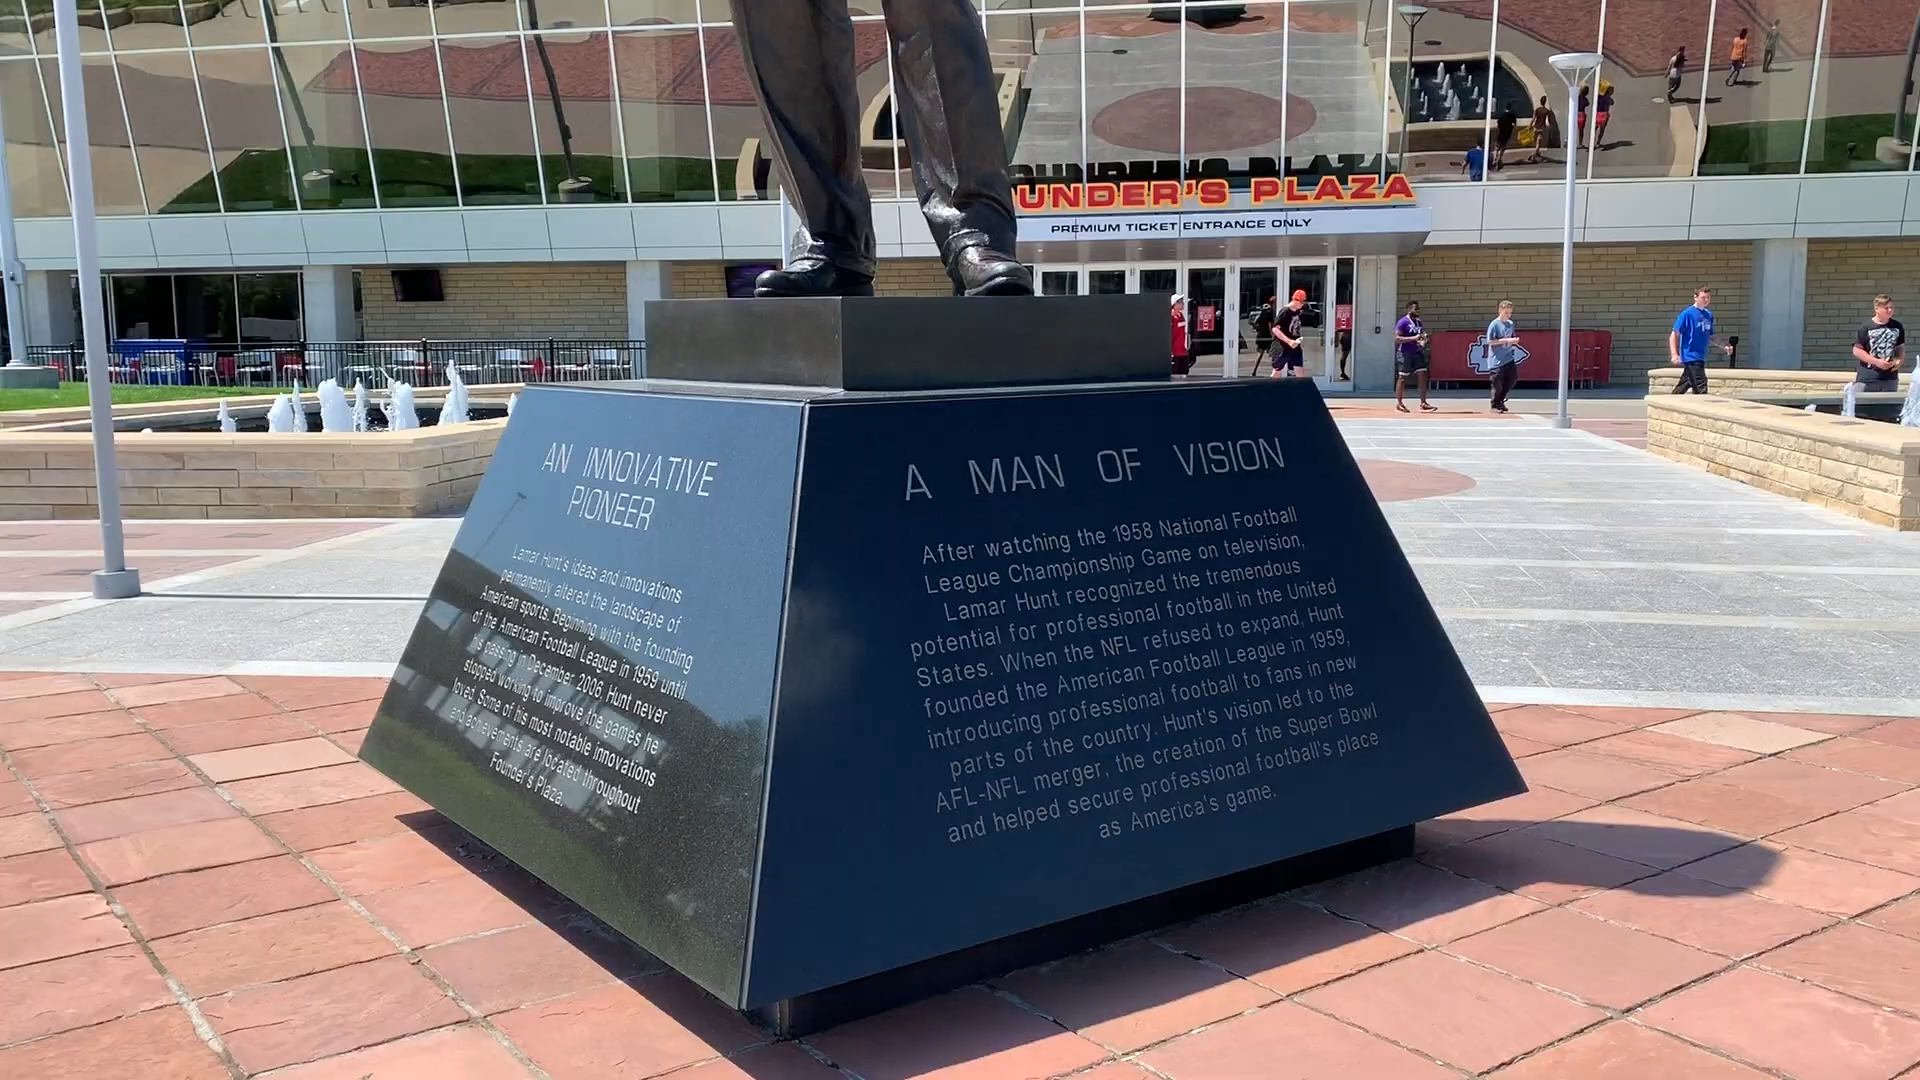 UNDER'S PLAZA
PREMIUM TICKET ENTRANCE ONLY
AN INNOVATIVE
PIONEER
Lamar Hunt's ideas and innovations
permanently altered the landscape of
American sports. Beginning with the founding
of the American Football League in 1959 until
his passing in December 2006, Hunt never
stopped working to improve the games he
loved. Some of his most notable innovations
and achievements are located throughout
Founder's Plaza.
A MAN OF VISION
After watching the 1958 National Football
League Championship Game on television,
Lamar Hunt recognized the tremendous
potential for professional football in the United
States. When the NFL refused to expand, Hunt
founded the American Football League in 1959,
introducing professional football to fans in new
parts of the country. Hunt's vision led to the
AFL-NFL merger, the creation of the Super Bowl
and helped secure professional football's place
as America's game.